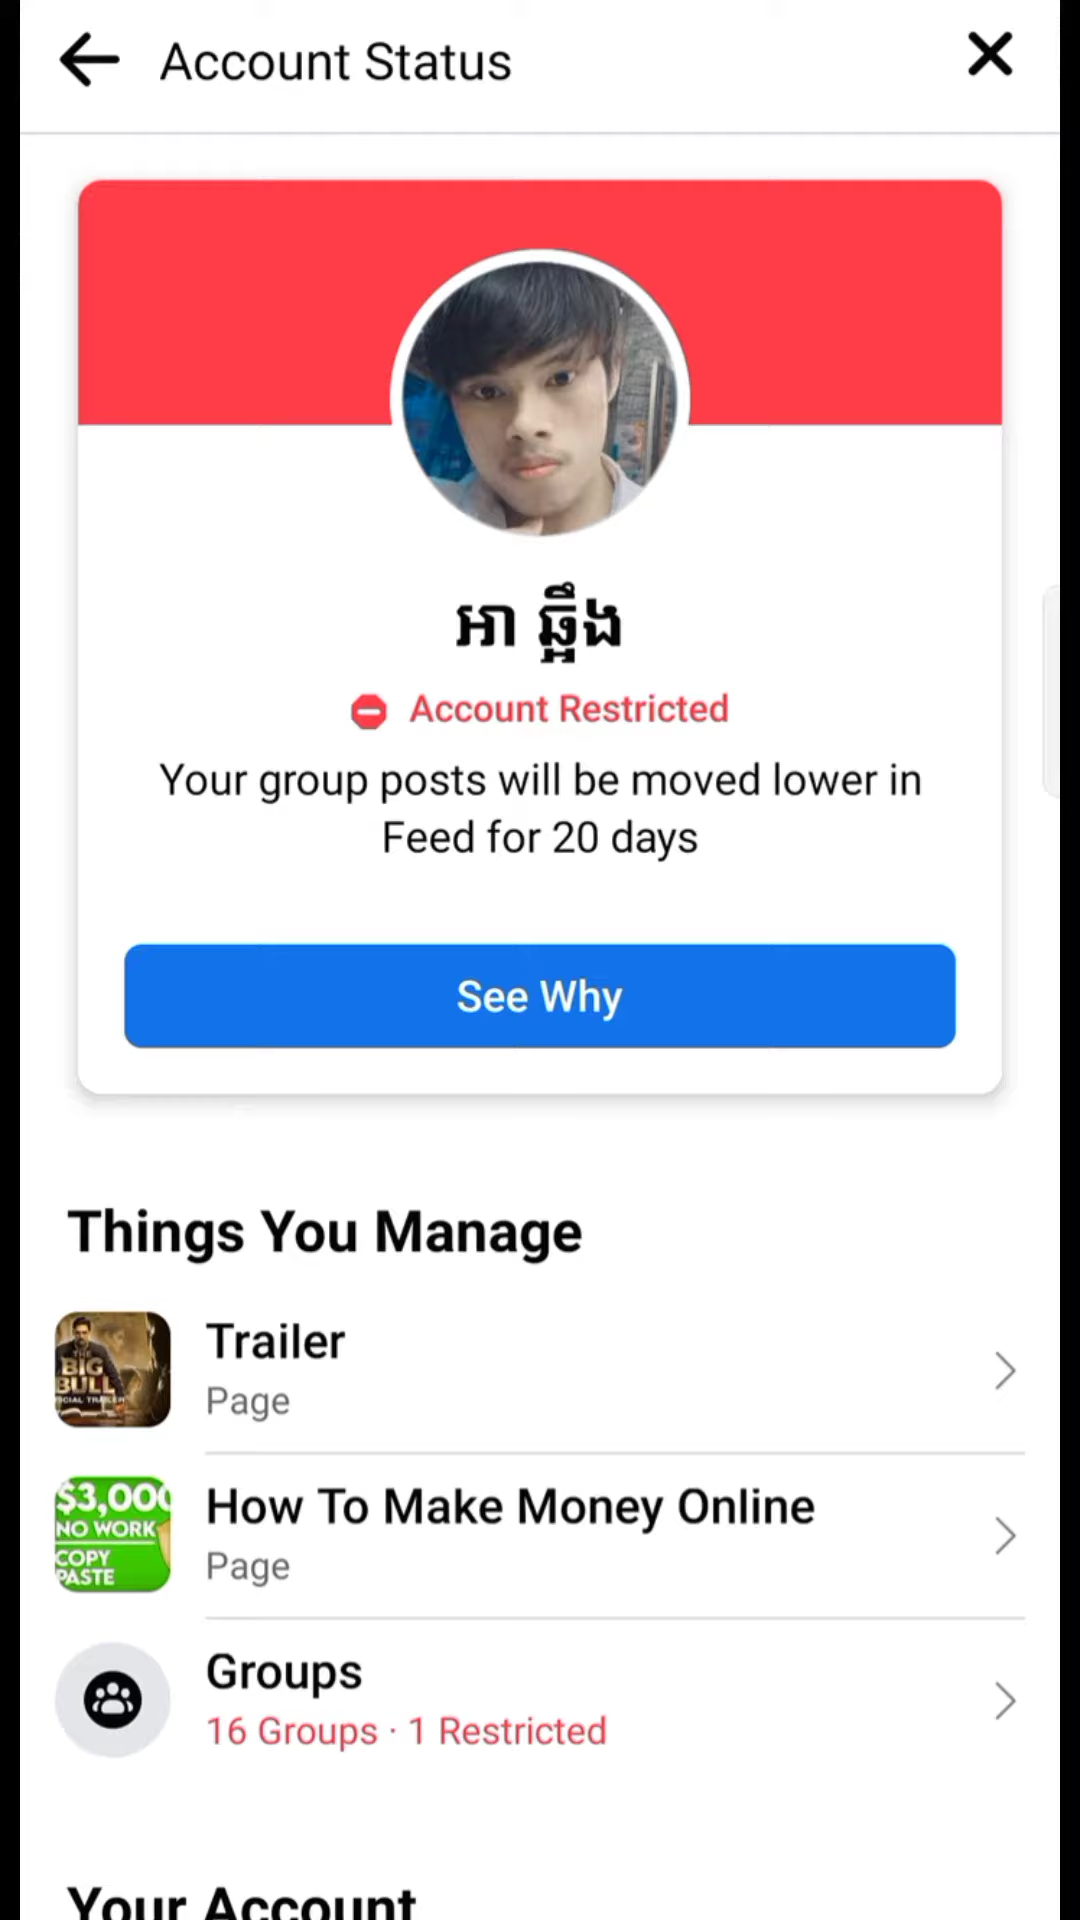 Account Status
អា ឆ្អឹង
Account Restricted
Your group posts will be moved lower in
Feed for 20 days
See Why
Things You Manage
THE
BIG
BULL
Trailer
Page
$3,000
NO WORK
COPY
PASTE
How To Make Money Online
Page
Groups
16 Groups · 1 Restricted
Your Account